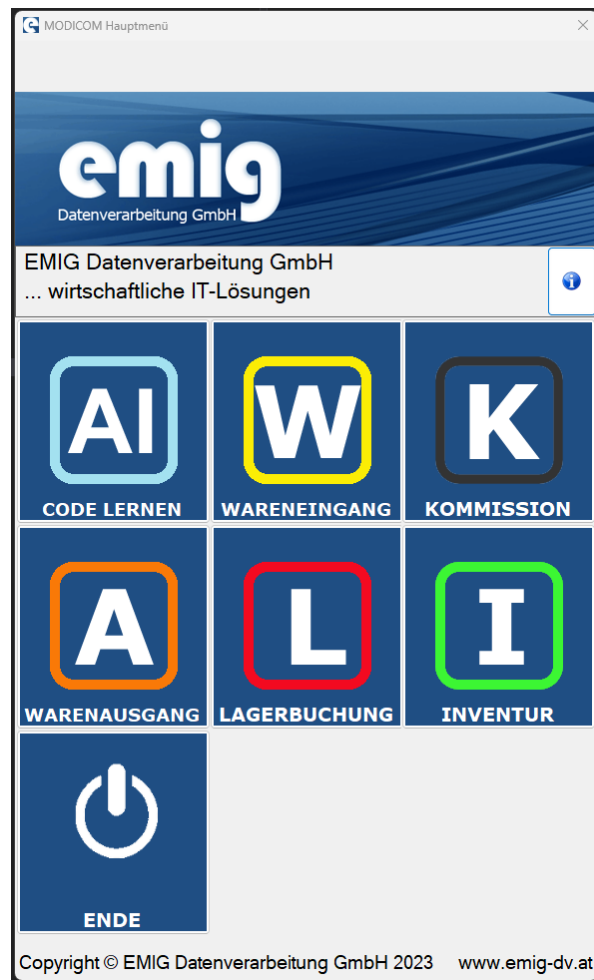 MODICOM Hauptmenü
emig
Datenverarbeitung GmbH
EMIG Datenverarbeitung GmbH
... wirtschaftliche IT-Lösungen
AI
W
K
CODE LERNEN
WARENEINGANG
KOMMISSION
A
L
I
WARENAUSGANG
LAGERBUCHUNG
INVENTUR
ENDE
Copyright © EMIG Datenverarbeitung GmbH 2023
www.emig-dv.at